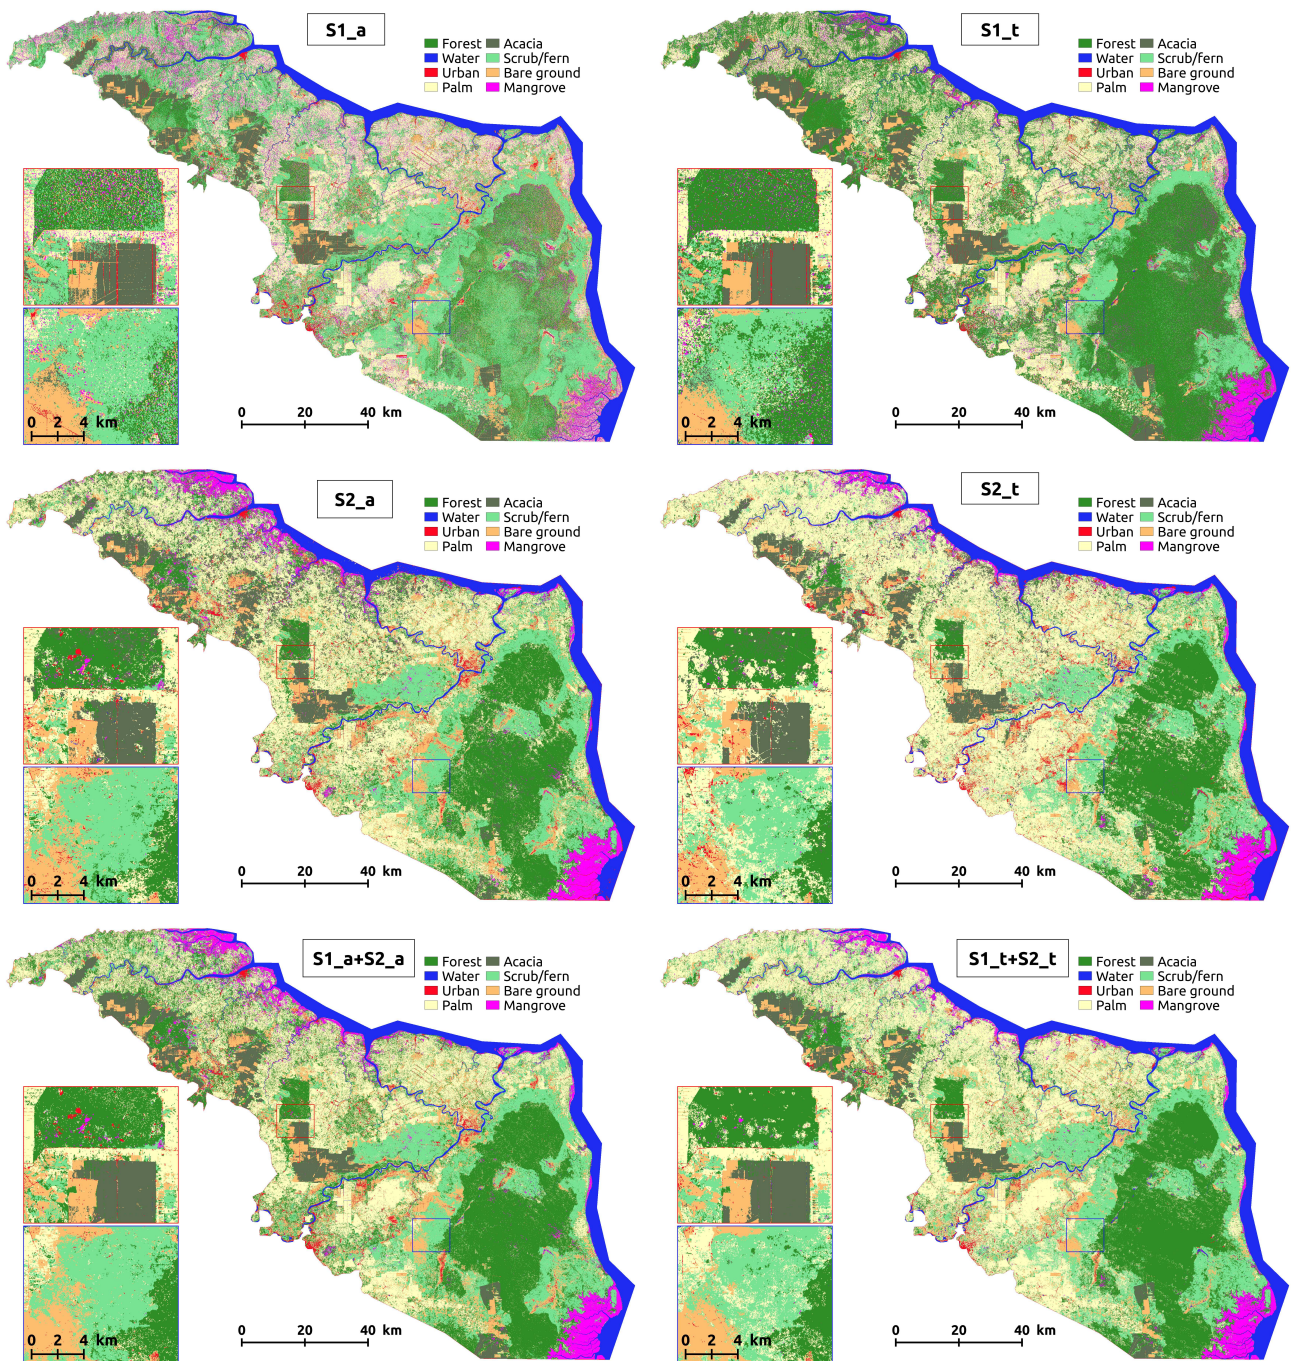 S1_a
Forest Acacia
Water Scrub/fern
Urban Bare ground
Palm Mangrove
0 2 4 km
0 20 40 km
S1_t
Forest Acacia
Water Scrub/fern
Urban Bare ground
Palm Mangrove
0 2 4 km
0 20 40 km
S2_a
Forest Acacia
Water Scrub/fern
Urban Bare ground
Palm Mangrove
0 2 4 km
0 20 40 km
S2_t
Forest Acacia
Water Scrub/fern
Urban Bare ground
Palm Mangrove
0 2 4 km
0 20 40 km
S1_a+S2_a
Forest Acacia
Water Scrub/fern
Urban Bare ground
Palm Mangrove
0 2 4 km
0 20 40 km
S1_t+S2_t
Forest Acacia
Water Scrub/fern
Urban Bare ground
Palm Mangrove
0 2 4 km
0 20 40 km